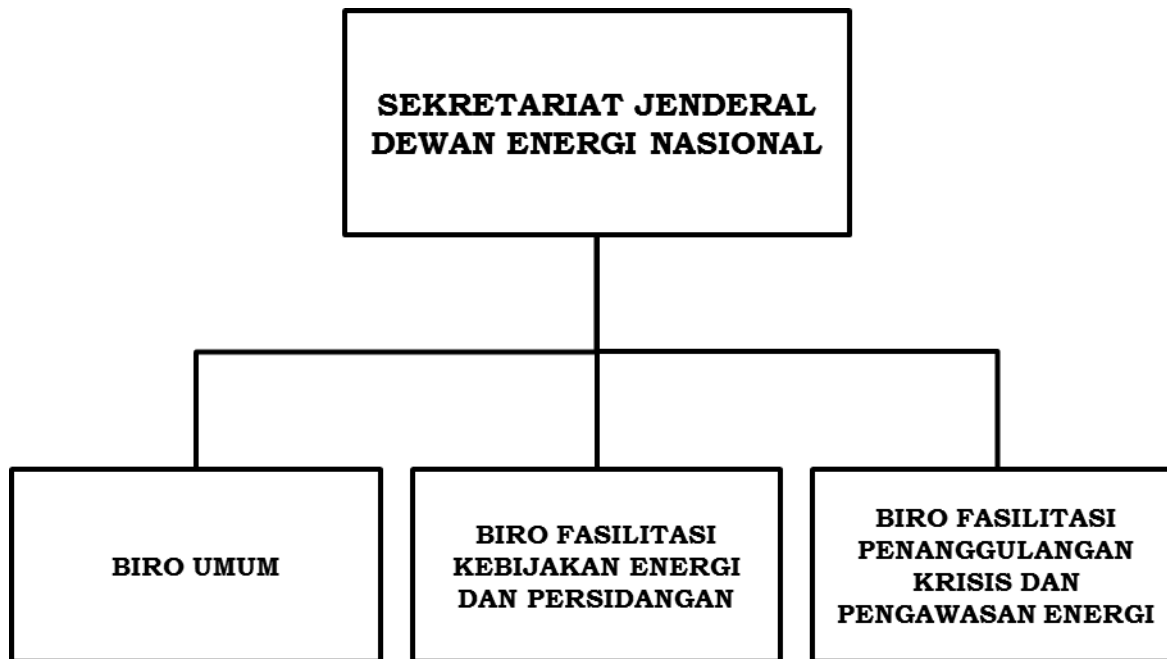 SEKRETARIAT JENDERAL
DEWAN ENERGI NASIONAL
BIRO UMUM
BIRO FASILITASI
KEBIJAKAN ENERGI
DAN PERSIDANGAN
BIRO FASILITASI
PENANGGULANGAN
KRISIS DAN
PENGAWASAN ENERGI